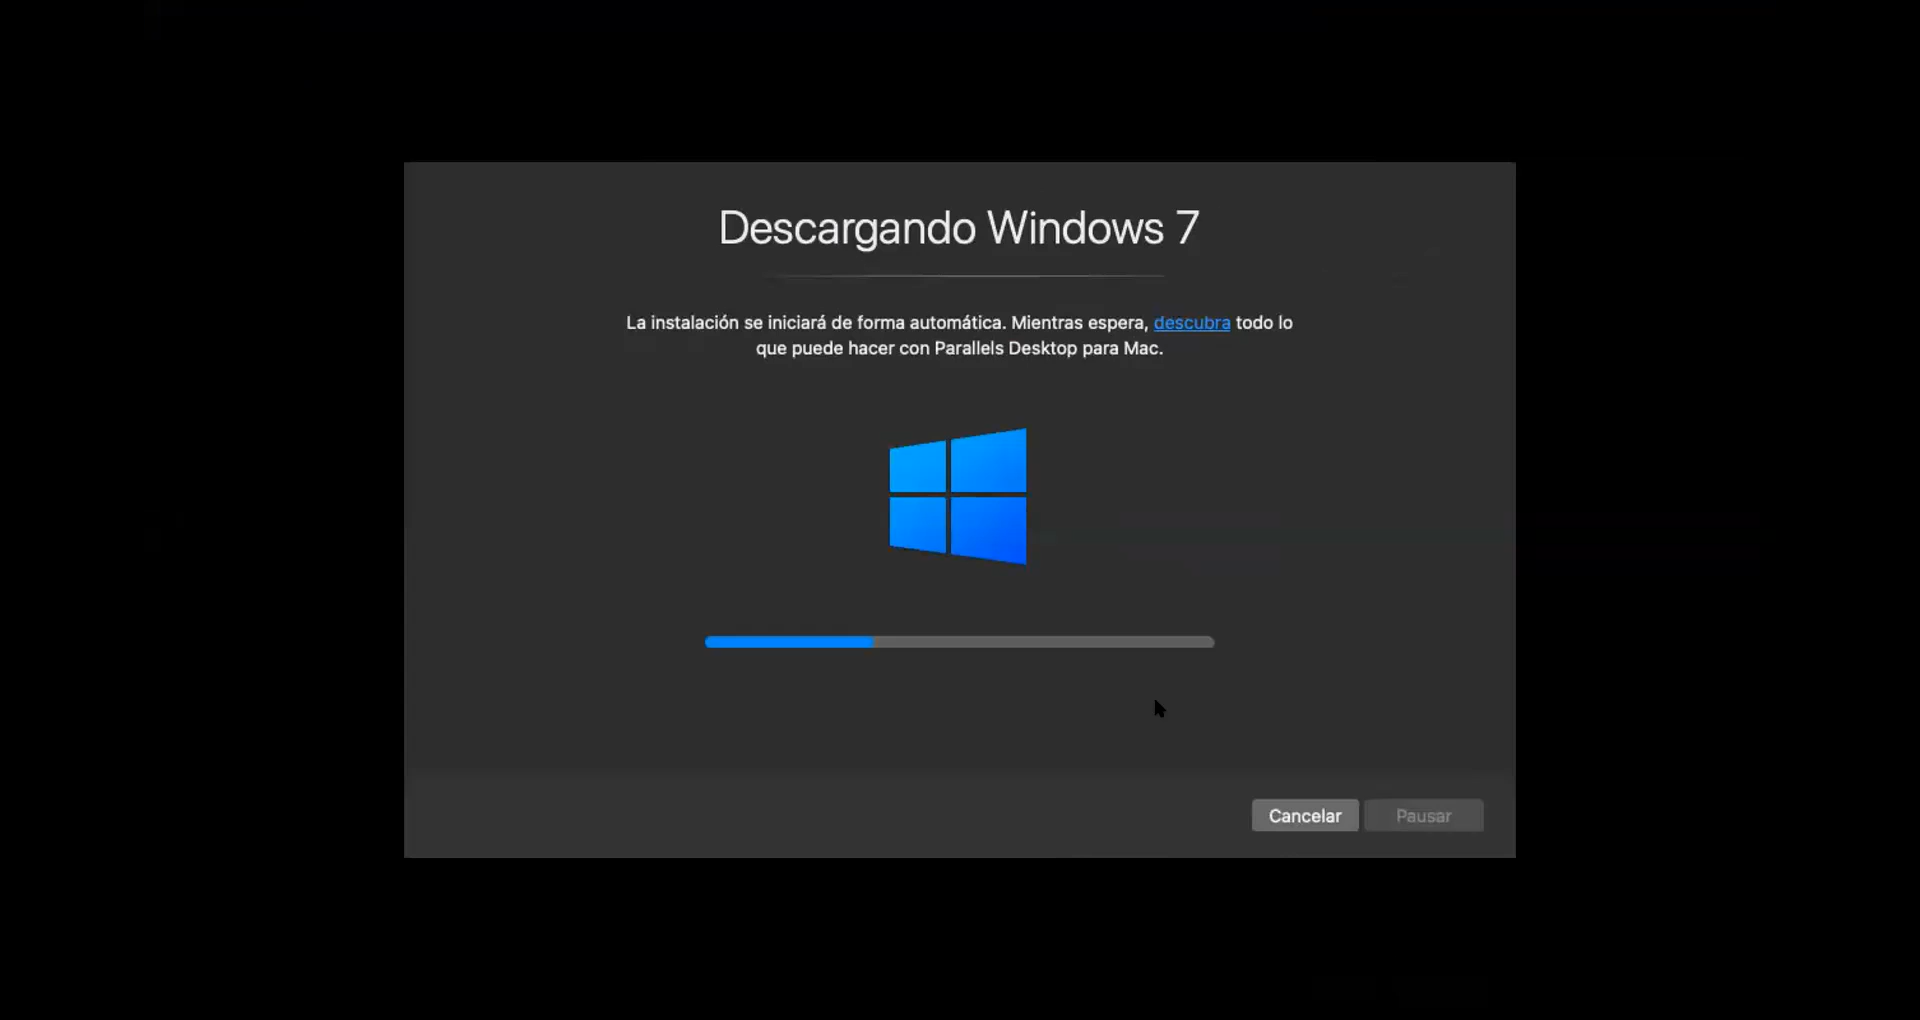 Descargando Windows 7
La instalación se iniciará de forma automática. Mientras espera, descubra todo lo
que puede hacer con Parallels Desktop para Mac.
Cancelar
Pausar